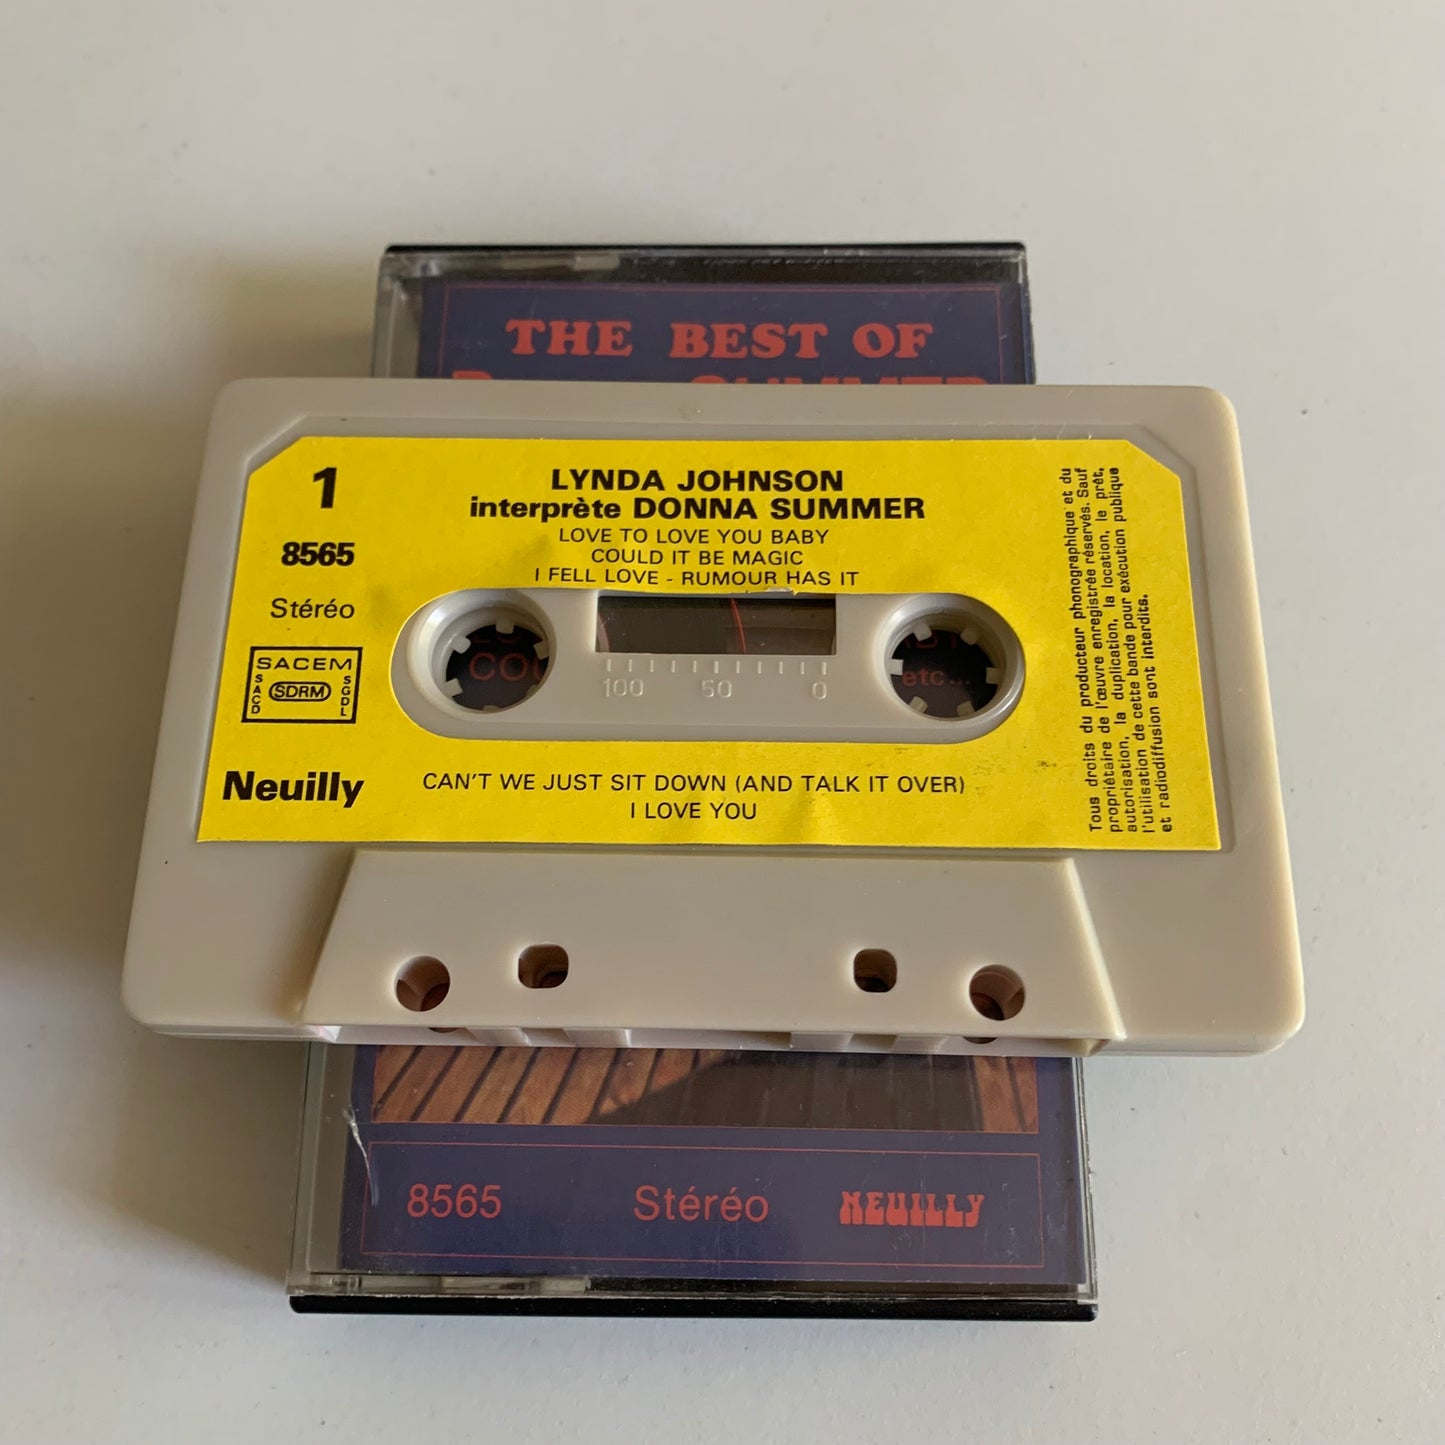 THE BEST OF
SUMMER
1
LYNDA JOHNSON
interprète DONNA SUMMER
LOVE TO LOVE YOU BABY
COULD IT BE MAGIC
I FELL LOVE - RUMOUR HAS IT
8565
Stéréo
SACEM
SACD
SDRM
SGDL
COU
etc...
100 50 0
Neuilly
CAN'T WE JUST SIT DOWN (AND TALK IT OVER)
I LOVE YOU
Tous droits du producteur phonographique et du
propriétaire de l'œuvre enregistrée réservés. Sauf
autorisation, la duplication, la location, le prêt,
l'utilisation de cette bande pour exécution publique
et radiodiffusion sont interdits.
8565 Stéréo NEUILLY